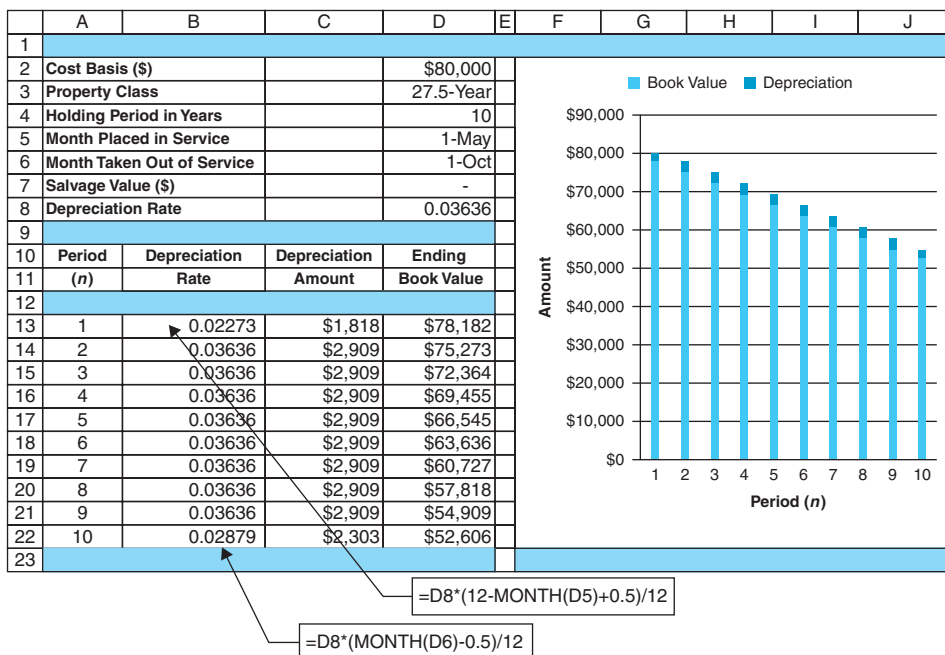 A B C D E F G H I J
1
2 Cost Basis ($) $80,000
3 Property Class 27.5-Year
4 Holding Period in Years 10
5 Month Placed in Service 1-May
6 Month Taken Out of Service 1-Oct
7 Salvage Value ($) -
8 Depreciation Rate 0.03636
9
10 Period Depreciation Depreciation Ending
11 (n) Rate Amount Book Value
12
13 1 0.02273 $1,818 $78,182
14 2 0.03636 $2,909 $75,273
15 3 0.03636 $2,909 $72,364
16 4 0.03636 $2,909 $69,455
17 5 0.03636 $2,909 $66,545
18 6 0.03636 $2,909 $63,636
19 7 0.03636 $2,909 $60,727
20 8 0.03636 $2,909 $57,818
21 9 0.03636 $2,909 $54,909
22 10 0.02879 $2,303 $52,606
23
Book Value Depreciation
$90,000
$80,000
$70,000
$60,000
$50,000
$40,000
$30,000
$20,000
$10,000
$0
Amount
1 2 3 4 5 6 7 8 9 10
Period (n)
=D8*(12-MONTH(D5)+0.5)/12
=D8*(MONTH(D6)-0.5)/12